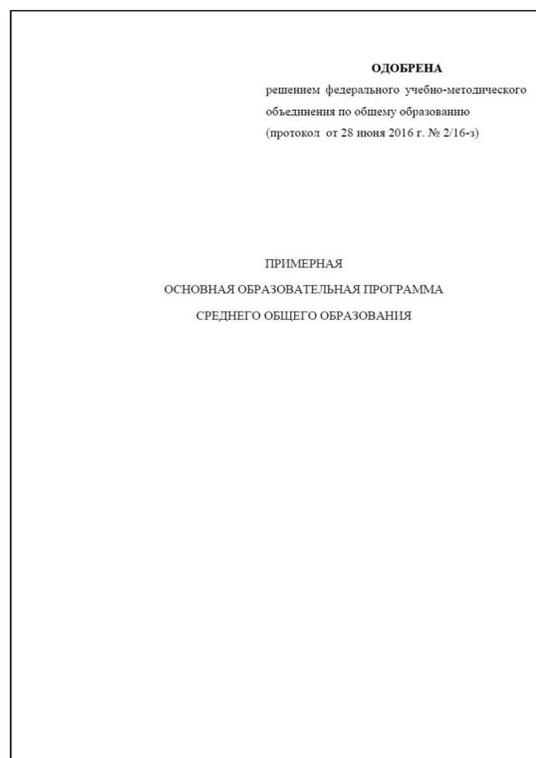 ОДОБРЕНА
решением федерального учебно-методического
объединения по общему образованию
(протокол от 28 июня 2016 г. № 2/16-з)
ПРИМЕРНАЯ
ОСНОВНАЯ ОБРАЗОВАТЕЛЬНАЯ ПРОГРАММА
СРЕДНЕГО ОБЩЕГО ОБРАЗОВАНИЯ